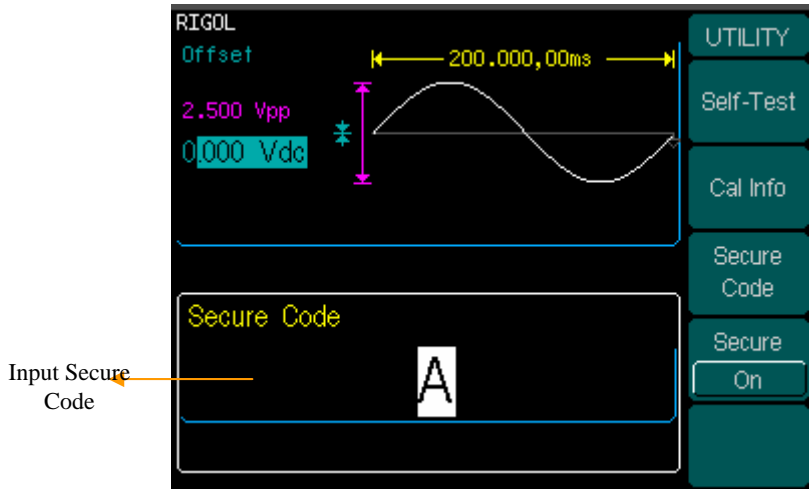 RIGOL
Offset
200.000,00ms
2.500 Vpp
0.000 Vdc
UTILITY
Self-Test
Cal Info
Secure
Code
Secure
On
Secure Code
A
Input Secure
Code